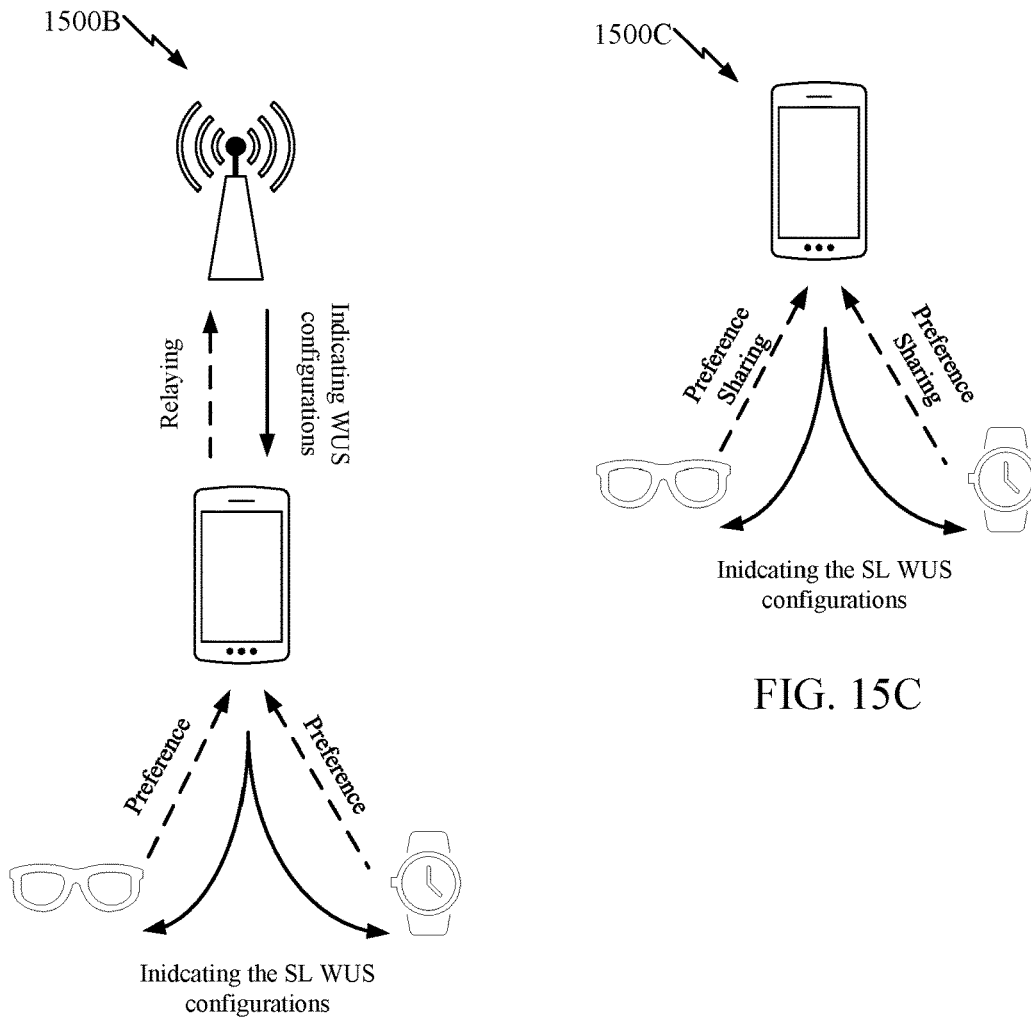 1500B
Relaying
Indicating WUS
configurations
Preference
Preference
Inidcating the SL WUS
configurations
1500C
Preference
Sharing
Preference
Sharing
Inidcating the SL WUS
configurations
FIG. 15C